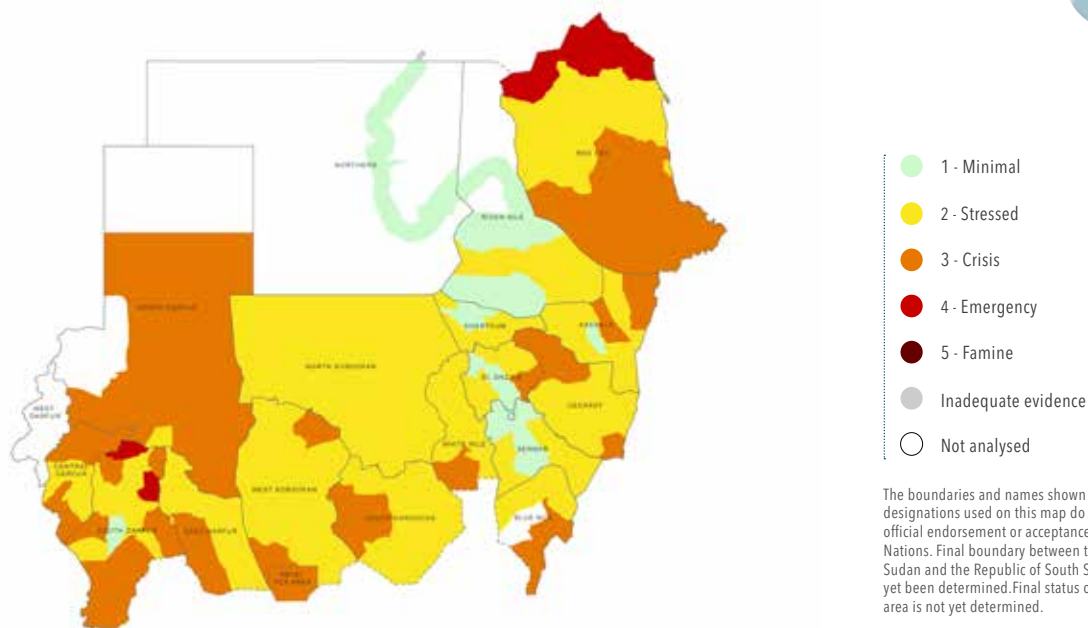 NORTHERN
RED SEA
RIVER NILE
NORTH DARFUR
KHARTOUM
KASSALA
NORTH KORDOFAN
EL GAZIRA
GEDAREF
WEST
DARFUR
WHITE NILE
SENNAR
CENTRAL
DARFUR
WEST KORDOFAN
SOUTH KORDOFAN
BLUE NILE
SOUTH DARFUR
EAST DARFUR
1 - Minimal
2 - Stressed
3 - Crisis
4 - Emergency
5 - Famine
Inadequate evidence
Not analysed
The boundaries and names shown
designations used on this map do
official endorsement or acceptance
Nations. Final boundary between t
Sudan and the Republic of South S
yet been determined.Final status o
area is not yet determined.